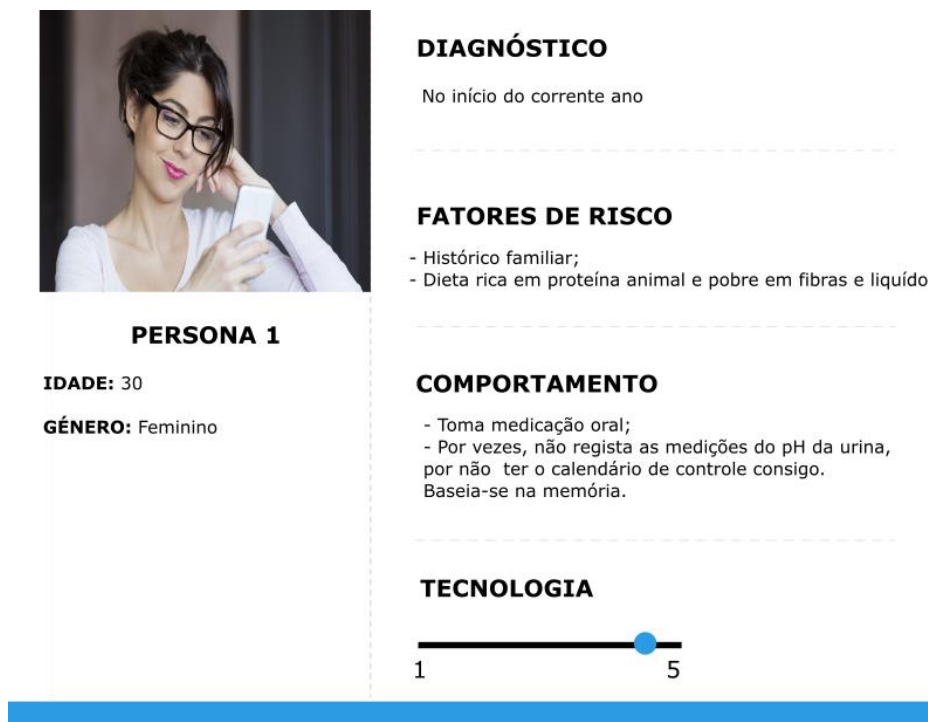 PERSONA 1
IDADE: 30
GÉNERO: Feminino
DIAGNÓSTICO
No início do corrente ano
FATORES DE RISCO
- Histórico familiar;
- Dieta rica em proteína animal e pobre em fibras e liquído
COMPORTAMENTO
- Toma medicação oral;
- Por vezes, não regista as medições do pH da urina,
por não ter o calendário de controle consigo.
Baseia-se na memória.
TECNOLOGIA
1 5